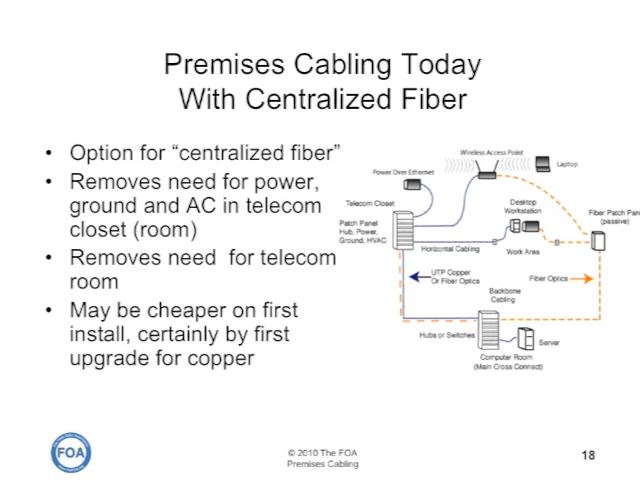 Premises Cabling Today
With Centralized Fiber
• Option for “centralized fiber”
• Removes need for power,
ground and AC in telecom
closet (room)
• Removes need for telecom
room
• May be cheaper on first
install, certainly by first
upgrade for copper
Wireless Access Point
Laptop
Power Over Ethernet
Telecom Closet
Desktop
Workstation
Fiber Patch Pan
(passive)
Patch Panel
Hub, Power,
Ground, HVAC
Horizontal Cabling
Work Area
UTP Copper
Or Fiber Optics
Fiber Optics
Backbone
Cabling
Hubs or Switches
Server
Computer Room
(Main Cross Connect)
FOA
© 2010 The FOA
Premises Cabling
18